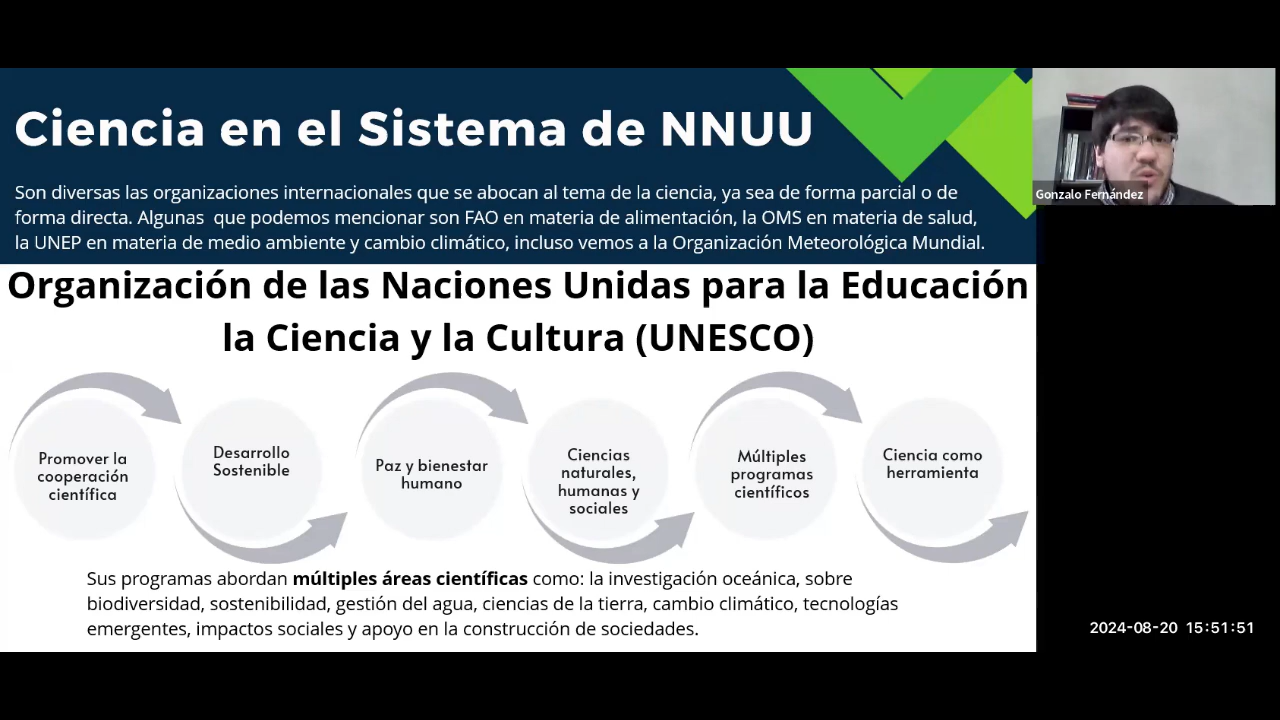 Ciencia en el Sistema de NNUU
Son diversas las organizaciones internacionales que se abocan al tema de la ciencia, ya sea de forma parcial o de
forma directa. Algunas que podemos mencionar son FAO en materia de alimentación, la OMS en materia de salud,
la UNEP en materia de medio ambiente y cambio climático, incluso vemos a la Organización Meteorológica Mundial.
Gonzalo Fernández
Organización de las Naciones Unidas para la Educación
la Ciencia y la Cultura (UNESCO)
Promover la
cooperación
científica
Desarrollo
Sostenible
Paz y bienestar
humano
Ciencias
naturales,
humanas y
sociales
Múltiples
programas
científicos
Ciencia como
herramienta
Sus programas abordan múltiples áreas científicas como: la investigación oceánica, sobre
biodiversidad, sostenibilidad, gestión del agua, ciencias de la tierra, cambio climático, tecnologías
emergentes, impactos sociales y apoyo en la construcción de sociedades.
2024-08-20 15:51:51